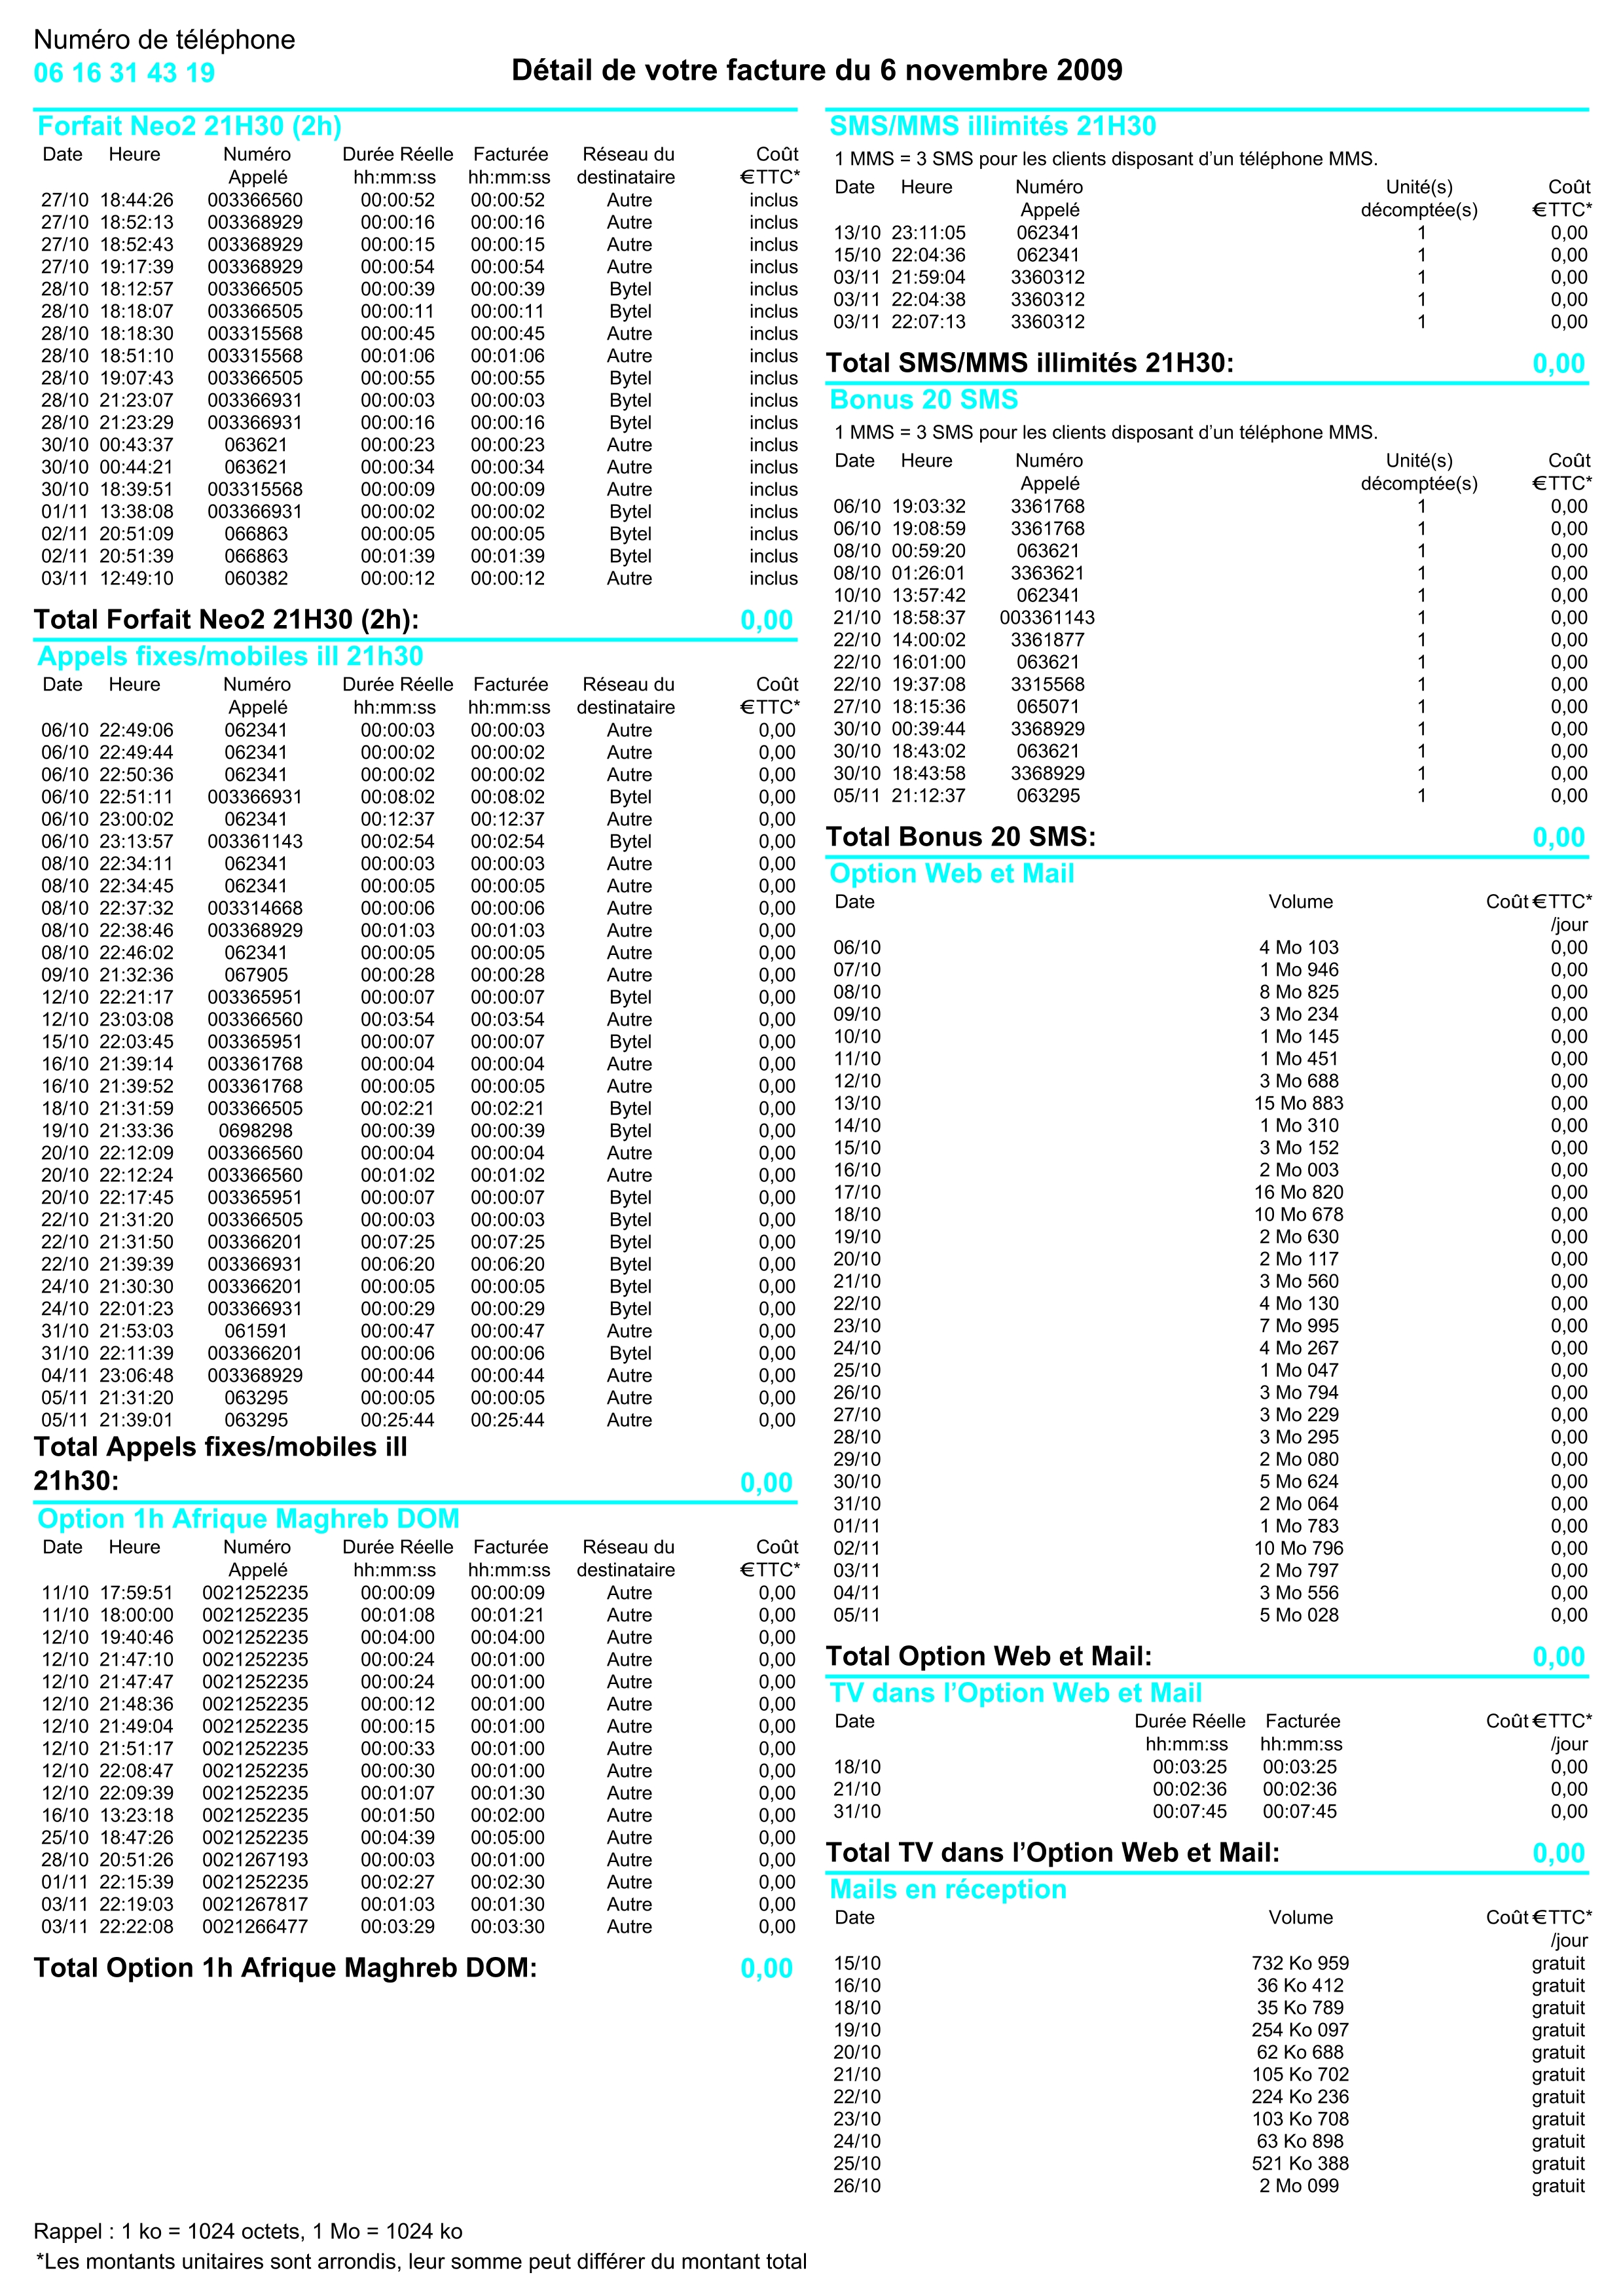 Numéro de téléphone
06 16 31 43 19
Détail de votre facture du 6 novembre 2009
Forfait Neo2 21H30 (2h)
Date Heure Numéro Durée Réelle Facturée Réseau du Coût
Appelé hh:mm:ss hh:mm:ss destinataire €TTC*
27/10 18:44:26 003366560 00:00:52 00:00:52 Autre inclus
27/10 18:52:13 003368929 00:00:16 00:00:16 Autre inclus
27/10 18:52:43 003368929 00:00:15 00:00:15 Autre inclus
27/10 19:17:39 003368929 00:00:54 00:00:54 Autre inclus
28/10 18:12:57 003366505 00:00:39 00:00:39 Bytel inclus
28/10 18:18:07 003366505 00:00:11 00:00:11 Bytel inclus
28/10 18:18:30 003315568 00:00:45 00:00:45 Autre inclus
28/10 18:51:10 003315568 00:01:06 00:01:06 Autre inclus
28/10 19:07:43 003366505 00:00:55 00:00:55 Bytel inclus
28/10 21:23:07 003366931 00:00:03 00:00:03 Bytel inclus
28/10 21:23:29 003366931 00:00:16 00:00:16 Bytel inclus
30/10 00:43:37 063621 00:00:23 00:00:23 Autre inclus
30/10 00:44:21 063621 00:00:34 00:00:34 Autre inclus
30/10 18:39:51 003315568 00:00:09 00:00:09 Autre inclus
01/11 13:38:08 003366931 00:00:02 00:00:02 Bytel inclus
02/11 20:51:09 066863 00:00:05 00:00:05 Bytel inclus
02/11 20:51:39 066863 00:01:39 00:01:39 Bytel inclus
03/11 12:49:10 060382 00:00:12 00:00:12 Autre inclus
Total Forfait Neo2 21H30 (2h): 0,00
Appels fixes/mobiles ill 21h30
Date Heure Numéro Durée Réelle Facturée Réseau du Coût
Appelé hh:mm:ss hh:mm:ss destinataire €TTC*
06/10 22:49:06 062341 00:00:03 00:00:03 Autre 0,00
06/10 22:49:44 062341 00:00:02 00:00:02 Autre 0,00
06/10 22:50:36 062341 00:00:02 00:00:02 Autre 0,00
06/10 22:51:11 003366931 00:08:02 00:08:02 Bytel 0,00
06/10 23:00:02 062341 00:12:37 00:12:37 Autre 0,00
06/10 23:13:57 003361143 00:02:54 00:02:54 Bytel 0,00
08/10 22:34:11 062341 00:00:03 00:00:03 Autre 0,00
08/10 22:34:45 062341 00:00:05 00:00:05 Autre 0,00
08/10 22:37:32 003314668 00:00:06 00:00:06 Autre 0,00
08/10 22:38:46 003368929 00:01:03 00:01:03 Autre 0,00
08/10 22:46:02 062341 00:00:05 00:00:05 Autre 0,00
09/10 21:32:36 067905 00:00:28 00:00:28 Autre 0,00
12/10 22:21:17 003365951 00:00:07 00:00:07 Bytel 0,00
12/10 23:03:08 003366560 00:03:54 00:03:54 Autre 0,00
15/10 22:03:45 003365951 00:00:07 00:00:07 Bytel 0,00
16/10 21:39:14 003361768 00:00:04 00:00:04 Autre 0,00
16/10 21:39:52 003361768 00:00:05 00:00:05 Autre 0,00
18/10 21:31:59 003366505 00:02:21 00:02:21 Bytel 0,00
19/10 21:33:36 0698298 00:00:39 00:00:39 Bytel 0,00
20/10 22:12:09 003366560 00:00:04 00:00:04 Autre 0,00
20/10 22:12:24 003366560 00:01:02 00:01:02 Autre 0,00
20/10 22:17:45 003365951 00:00:07 00:00:07 Bytel 0,00
22/10 21:31:20 003366505 00:00:03 00:00:03 Bytel 0,00
22/10 21:31:50 003366201 00:07:25 00:07:25 Bytel 0,00
22/10 21:39:39 003366931 00:06:20 00:06:20 Bytel 0,00
24/10 21:30:30 003366201 00:00:05 00:00:05 Bytel 0,00
24/10 22:01:23 003366931 00:00:29 00:00:29 Bytel 0,00
31/10 21:53:03 061591 00:00:47 00:00:47 Autre 0,00
31/10 22:11:39 003366201 00:00:06 00:00:06 Bytel 0,00
04/11 23:06:48 003368929 00:00:44 00:00:44 Autre 0,00
05/11 21:31:20 063295 00:00:05 00:00:05 Autre 0,00
05/11 21:39:01 063295 00:25:44 00:25:44 Autre 0,00
Total Appels fixes/mobiles ill
21h30: 0,00
Option 1h Afrique Maghreb DOM
Date Heure Numéro Durée Réelle Facturée Réseau du Coût
Appelé hh:mm:ss hh:mm:ss destinataire €TTC*
11/10 17:59:51 0021252235 00:00:09 00:00:09 Autre 0,00
11/10 18:00:00 0021252235 00:01:08 00:01:21 Autre 0,00
12/10 19:40:46 0021252235 00:04:00 00:04:00 Autre 0,00
12/10 21:47:10 0021252235 00:00:24 00:01:00 Autre 0,00
12/10 21:47:47 0021252235 00:00:24 00:01:00 Autre 0,00
12/10 21:48:36 0021252235 00:00:12 00:01:00 Autre 0,00
12/10 21:49:04 0021252235 00:00:15 00:01:00 Autre 0,00
12/10 21:51:17 0021252235 00:00:33 00:01:00 Autre 0,00
12/10 22:08:47 0021252235 00:00:30 00:01:00 Autre 0,00
12/10 22:09:39 0021252235 00:01:07 00:01:30 Autre 0,00
16/10 13:23:18 0021252235 00:01:50 00:02:00 Autre 0,00
25/10 18:47:26 0021252235 00:04:39 00:05:00 Autre 0,00
28/10 20:51:26 0021267193 00:00:03 00:01:00 Autre 0,00
01/11 22:15:39 0021252235 00:02:27 00:02:30 Autre 0,00
03/11 22:19:03 0021267817 00:01:03 00:01:30 Autre 0,00
03/11 22:22:08 0021266477 00:03:29 00:03:30 Autre 0,00
Total Option 1h Afrique Maghreb DOM: 0,00
SMS/MMS illimités 21H30
1 MMS = 3 SMS pour les clients disposant d'un téléphone MMS.
Date Heure Numéro Unité(s) Coût
Appelé décomptée(s) €TTC*
13/10 23:11:05 062341 1 0,00
15/10 22:04:36 062341 1 0,00
03/11 21:59:04 3360312 1 0,00
03/11 22:04:38 3360312 1 0,00
03/11 22:07:13 3360312 1 0,00
Total SMS/MMS illimités 21H30: 0,00
Bonus 20 SMS
1 MMS = 3 SMS pour les clients disposant d'un téléphone MMS.
Date Heure Numéro Unité(s) Coût
Appelé décomptée(s) €TTC*
06/10 19:03:32 3361768 1 0,00
06/10 19:08:59 3361768 1 0,00
08/10 00:59:20 063621 1 0,00
08/10 01:26:01 3363621 1 0,00
10/10 13:57:42 062341 1 0,00
21/10 18:58:37 003361143 1 0,00
22/10 14:00:02 3361877 1 0,00
22/10 16:01:00 063621 1 0,00
22/10 19:37:08 3315568 1 0,00
27/10 18:15:36 065071 1 0,00
30/10 00:39:44 3368929 1 0,00
30/10 18:43:02 063621 1 0,00
30/10 18:43:58 3368929 1 0,00
05/11 21:12:37 063295 1 0,00
Total Bonus 20 SMS: 0,00
Option Web et Mail
Date Volume Coût €TTC*
/jour
06/10 4 Mo 103 0,00
07/10 1 Mo 946 0,00
08/10 8 Mo 825 0,00
09/10 3 Mo 234 0,00
10/10 1 Mo 145 0,00
11/10 1 Mo 451 0,00
12/10 3 Mo 688 0,00
13/10 15 Mo 883 0,00
14/10 1 Mo 310 0,00
15/10 3 Mo 152 0,00
16/10 2 Mo 003 0,00
17/10 16 Mo 820 0,00
18/10 10 Mo 678 0,00
19/10 2 Mo 630 0,00
20/10 2 Mo 117 0,00
21/10 3 Mo 560 0,00
22/10 4 Mo 130 0,00
23/10 7 Mo 995 0,00
24/10 4 Mo 267 0,00
25/10 1 Mo 047 0,00
26/10 3 Mo 794 0,00
27/10 3 Mo 229 0,00
28/10 3 Mo 295 0,00
29/10 2 Mo 080 0,00
30/10 5 Mo 624 0,00
31/10 2 Mo 064 0,00
01/11 1 Mo 783 0,00
02/11 10 Mo 796 0,00
03/11 2 Mo 797 0,00
04/11 3 Mo 556 0,00
05/11 5 Mo 028 0,00
Total Option Web et Mail: 0,00
TV dans l'Option Web et Mail
Date Durée Réelle Facturée Coût €TTC*
hh:mm:ss hh:mm:ss /jour
18/10 00:03:25 00:03:25 0,00
21/10 00:02:36 00:02:36 0,00
31/10 00:07:45 00:07:45 0,00
Total TV dans l'Option Web et Mail: 0,00
Mails en réception
Date Volume Coût €TTC*
/jour
15/10 732 Ko 959 gratuit
16/10 36 Ko 412 gratuit
18/10 35 Ko 789 gratuit
19/10 254 Ko 097 gratuit
20/10 62 Ko 688 gratuit
21/10 105 Ko 702 gratuit
22/10 224 Ko 236 gratuit
23/10 103 Ko 708 gratuit
24/10 63 Ko 898 gratuit
25/10 521 Ko 388 gratuit
26/10 2 Mo 099 gratuit
Rappel : 1 ko = 1024 octets, 1 Mo = 1024 ko
*Les montants unitaires sont arrondis, leur somme peut différer du montant total